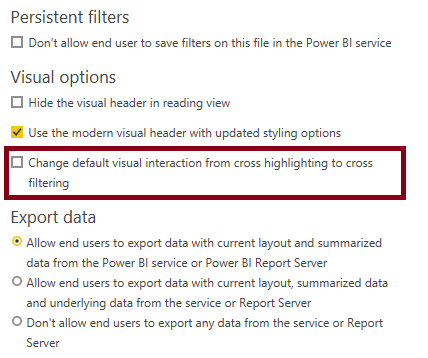 Persistent filters
Don't allow end user to save filters on this file in the Power BI service
Visual options
Hide the visual header in reading view
Use the modern visual header with updated styling options
Change default visual interaction from cross highlighting to cross
filtering
Export data
Allow end users to export data with current layout and summarized
data from the Power BI service or Power BI Report Server
Allow end users to export data with current layout, summarized data
and underlying data from the service or Report Server
Don't allow end users to export any data from the service or Report
Server